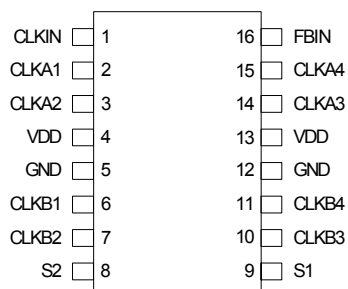 CLKIN 1 16 FBIN
CLKA1 2 15 CLKA4
CLKA2 3 14 CLKA3
VDD 4 13 VDD
GND 5 12 GND
CLKB1 6 11 CLKB4
CLKB2 7 10 CLKB3
S2 8 9 S1